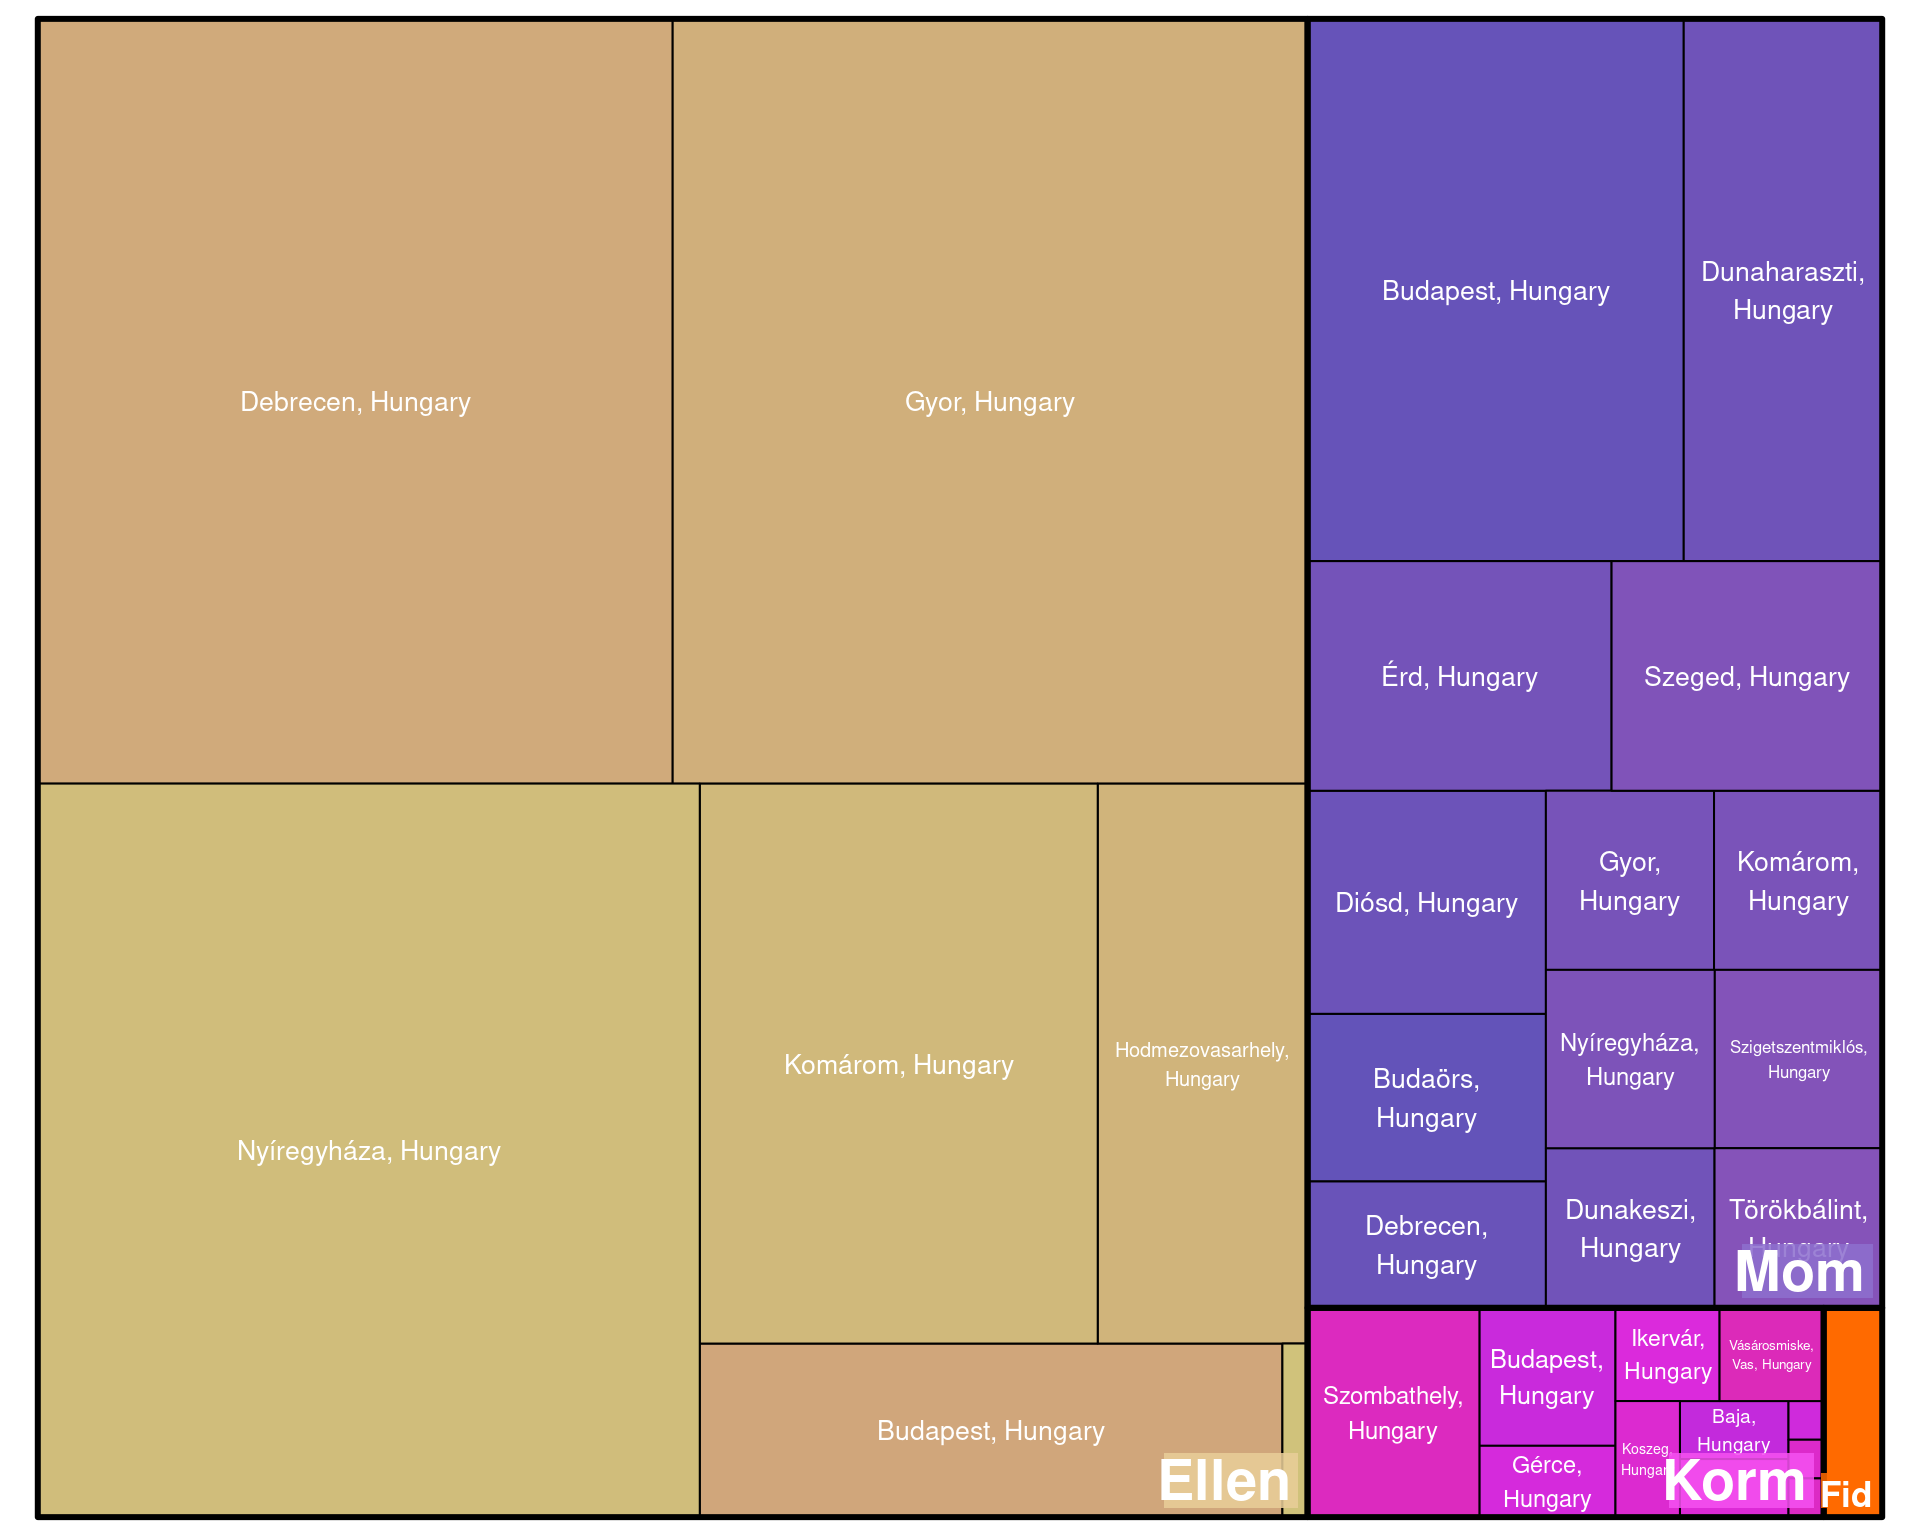 Debrecen, Hungary
Gyor, Hungary
Nyíregyháza, Hungary
Komárom, Hungary
Hodmezovasarhely,
Hungary
Budapest, Hungary
Ellen
Budapest, Hungary
Dunaharaszti,
Hungary
Érd, Hungary
Szeged, Hungary
Diósd, Hungary
Gyor,
Hungary
Komárom,
Hungary
Budaörs,
Hungary
Nyíregyháza,
Hungary
Szigetszentmiklós,
Hungary
Debrecen,
Hungary
Dunakeszi,
Hungary
Törökbálint,
Hungary
Mom
Szombathely,
Hungary
Budapest,
Hungary
Gérce,
Hungary
Ikervár,
Hungary
Vásárosmiske,
Vas, Hungary
Koszeg,
Hungary
Baja,
Hungary
Korm
Fid